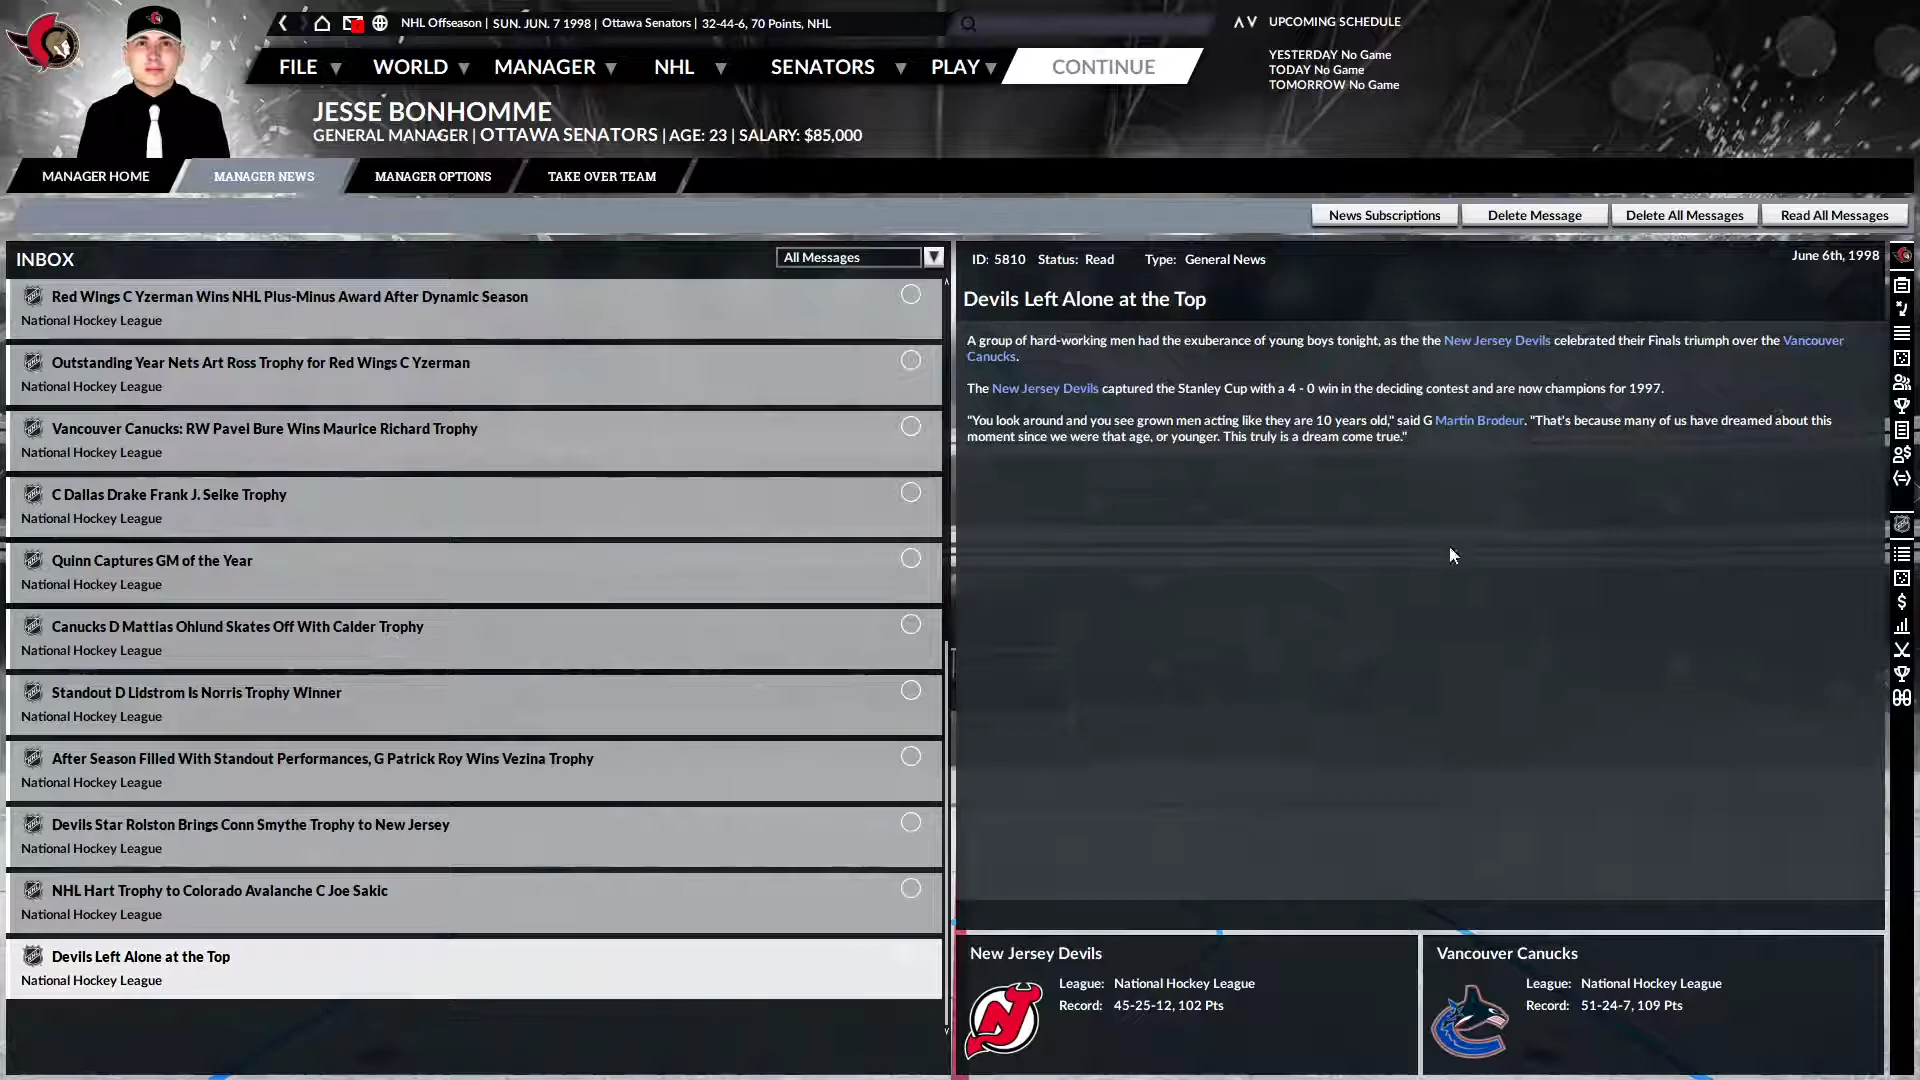 NHL Offseason | SUN. JUN. 7 1998 | Ottawa Senators | 32-44-6, 70 Points, NHL
UPCOMING SCHEDULE
YESTERDAY No Game
TODAY No Game
TOMORROW No Game
FILE WORLD MANAGER NHL SENATORS PLAY CONTINUE
JESSE BONHOMME
GENERAL MANAGER | OTTAWA SENATORS | AGE: 23 | SALARY: $85,000
MANAGER HOME MANAGER NEWS MANAGER OPTIONS TAKE OVER TEAM
News Subscriptions Delete Message Delete All Messages Read All Messages
INBOX All Messages
Red Wings C Yzerman Wins NHL Plus-Minus Award After Dynamic Season
National Hockey League
Outstanding Year Nets Art Ross Trophy for Red Wings C Yzerman
National Hockey League
Vancouver Canucks: RW Pavel Bure Wins Maurice Richard Trophy
National Hockey League
C Dallas Drake Frank J. Selke Trophy
National Hockey League
Quinn Captures GM of the Year
National Hockey League
Canucks D Mattias Ohlund Skates Off With Calder Trophy
National Hockey League
Standout D Lidstrom Is Norris Trophy Winner
National Hockey League
After Season Filled With Standout Performances, G Patrick Roy Wins Vezina Trophy
National Hockey League
Devils Star Rolston Brings Conn Smythe Trophy to New Jersey
National Hockey League
NHL Hart Trophy to Colorado Avalanche C Joe Sakic
National Hockey League
Devils Left Alone at the Top
National Hockey League
ID: 5810 Status: Read Type: General News June 6th, 1998
Devils Left Alone at the Top
A group of hard-working men had the exuberance of young boys tonight, as the the New Jersey Devils celebrated their Finals triumph over the Vancouver
Canucks.
The New Jersey Devils captured the Stanley Cup with a 4 - 0 win in the deciding contest and are now champions for 1997.
"You look around and you see grown men acting like they are 10 years old," said G Martin Brodeur. "That's because many of us have dreamed about this
moment since we were that age, or younger. This truly is a dream come true."
New Jersey Devils
League: National Hockey League
Record: 45-25-12, 102 Pts
Vancouver Canucks
League: National Hockey League
Record: 51-24-7, 109 Pts